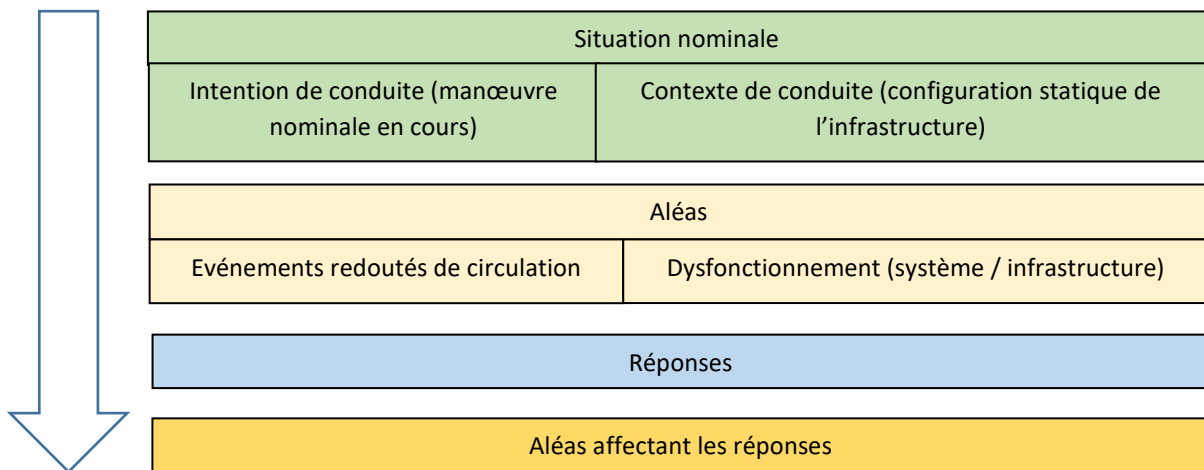 Situation nominale
Intention de conduite (manœuvre
nominale en cours)
Contexte de conduite (configuration statique de
l’infrastructure)
Aléas
Evénements redoutés de circulation
Dysfonctionnement (système / infrastructure)
Réponses
Aléas affectant les réponses